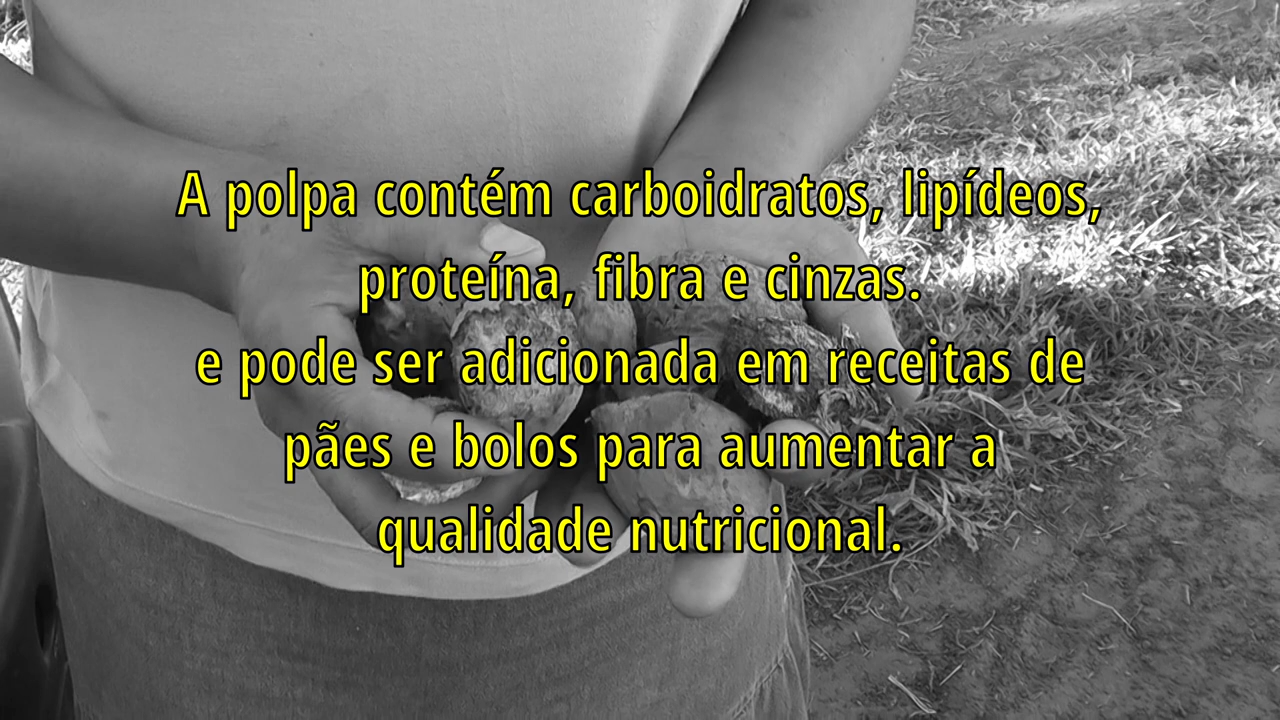 A polpa contém carboidratos, lipídeos,
proteína, fibra e cinzas.
e pode ser adicionada em receitas de
pães e bolos para aumentar a
qualidade nutricional.